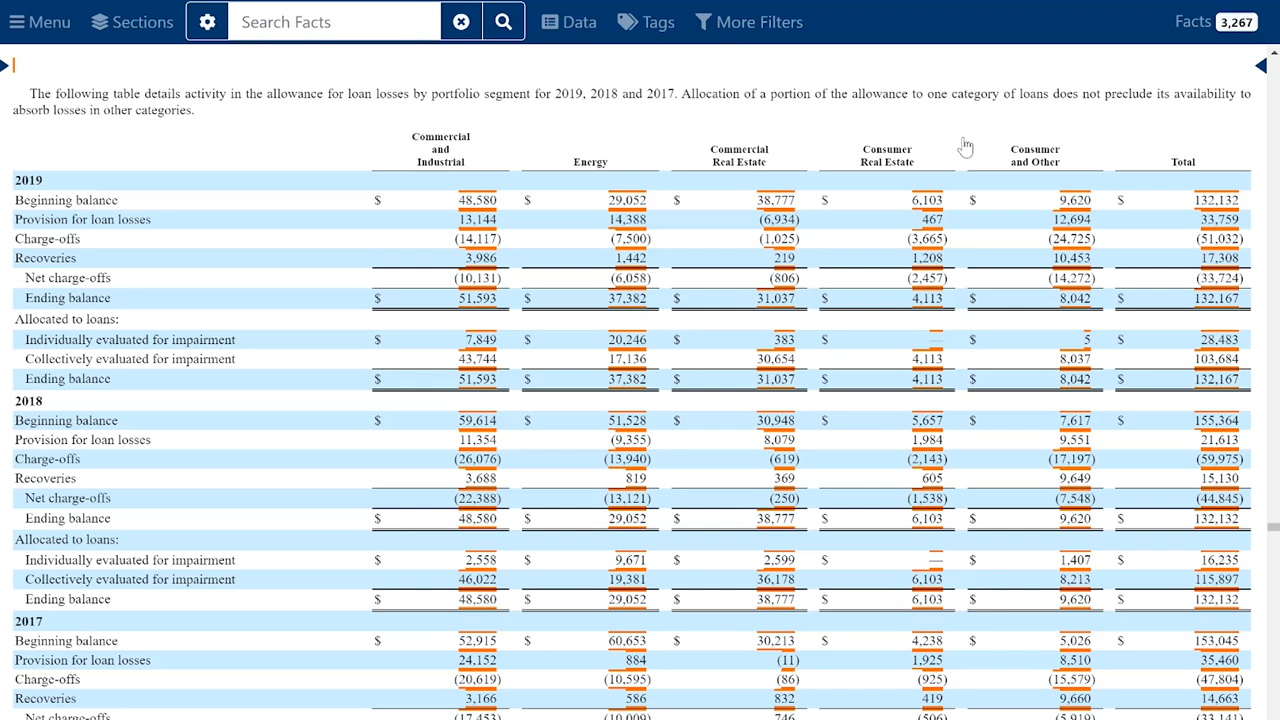 Menu Sections Search Facts Data Tags More Filters Facts 3,267
The following table details activity in the allowance for loan losses by portfolio segment for 2019, 2018 and 2017. Allocation of a portion of the allowance to one category of loans does not preclude its availability to
absorb losses in other categories.
Commercial and Industrial Energy Commercial Real Estate Consumer Real Estate Consumer and Other Total
2019
Beginning balance $ 48,580 $ 29,052 $ 38,777 $ 6,103 $ 9,620 $ 132,132
Provision for loan losses 13,144 14,388 (6,934) 467 12,694 33,759
Charge-offs (14,117) (7,500) (1,025) (3,665) (24,725) (51,032)
Recoveries 3,986 1,442 219 1,208 10,453 17,308
Net charge-offs (10,131) (6,058) (806) (2,457) (14,272) (33,724)
Ending balance $ 51,593 $ 37,382 $ 31,037 $ 4,113 $ 8,042 $ 132,167
Allocated to loans:
Individually evaluated for impairment $ 7,849 $ 20,246 $ 383 $ — $ 5 $ 28,483
Collectively evaluated for impairment 43,744 17,136 30,654 4,113 8,037 103,684
Ending balance $ 51,593 $ 37,382 $ 31,037 $ 4,113 $ 8,042 $ 132,167
2018
Beginning balance $ 59,614 $ 51,528 $ 30,948 $ 5,657 $ 7,617 $ 155,364
Provision for loan losses 11,354 (9,355) 8,079 1,984 9,551 21,613
Charge-offs (26,076) (13,940) (619) (2,143) (17,197) (59,975)
Recoveries 3,688 819 369 605 9,649 15,130
Net charge-offs (22,388) (13,121) (250) (1,538) (7,548) (44,845)
Ending balance $ 48,580 $ 29,052 $ 38,777 $ 6,103 $ 9,620 $ 132,132
Allocated to loans:
Individually evaluated for impairment $ 2,558 $ 9,671 $ 2,599 $ — $ 1,407 $ 16,235
Collectively evaluated for impairment 46,022 19,381 36,178 6,103 8,213 115,897
Ending balance $ 48,580 $ 29,052 $ 38,777 $ 6,103 $ 9,620 $ 132,132
2017
Beginning balance $ 52,915 $ 60,653 $ 30,213 $ 4,238 $ 5,026 $ 153,045
Provision for loan losses 24,152 884 (11) 1,925 8,510 35,460
Charge-offs (20,619) (10,595) (86) (925) (15,579) (47,804)
Recoveries 3,166 586 832 419 9,660 14,663
Net charge-offs (17,453) (10,009) 746 (506) (5,919) (33,141)